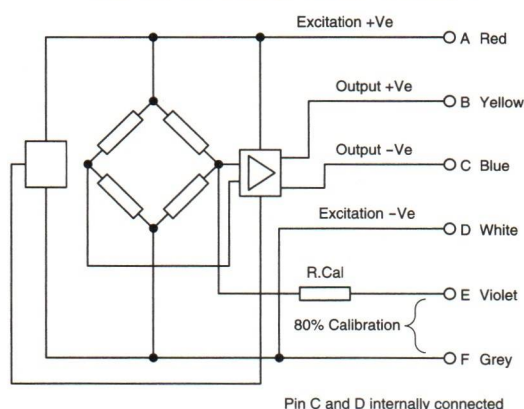 Excitation +Ve
A Red
Output +Ve
B Yellow
Output −Ve
C Blue
Excitation −Ve
D White
R.Cal
E Violet
80% Calibration
F Grey
Pin C and D internally connected